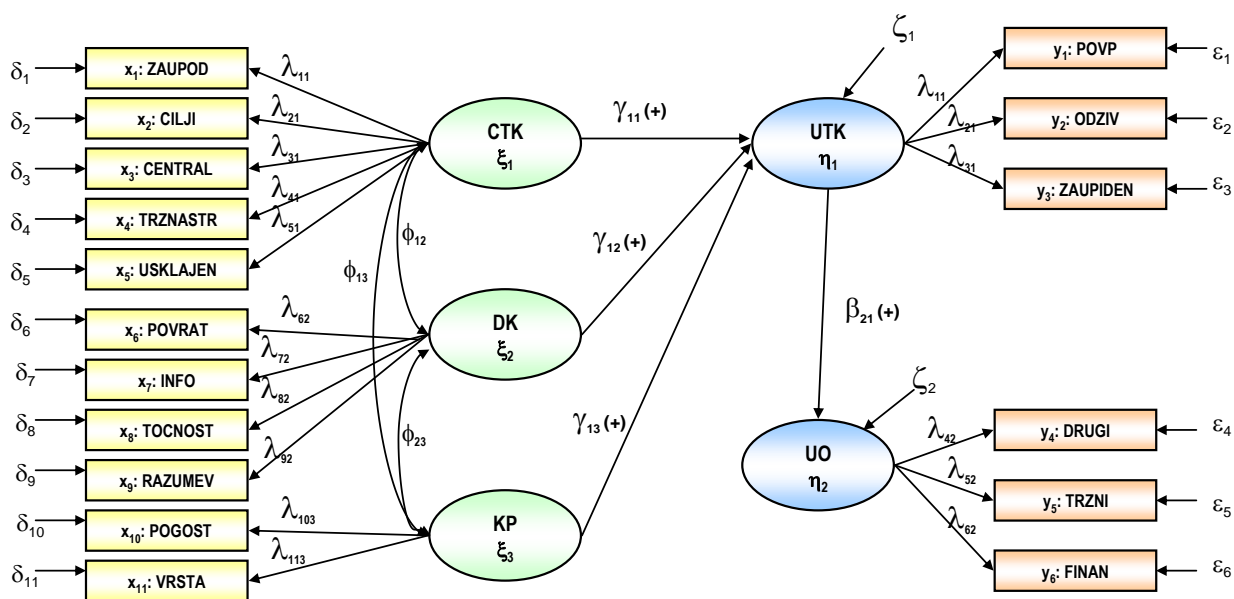 δ1
x1: ZAUPOD
λ11
δ2
x2: CILJI
λ21
δ3
x3: CENTRAL
λ31
δ4
x4: TRZNASTR
λ41
δ5
x5: USKLAJEN
λ51
δ6
x6: POVRAT
λ62
δ7
x7: INFO
λ72
δ8
x8: TOCNOST
λ82
δ9
x9: RAZUMEV
λ92
δ10
x10: POGOST
λ103
δ11
x11: VRSTA
λ113
CTK
ξ1
ϕ12
ϕ13
DK
ξ2
ϕ23
KP
ξ3
γ11 (+)
γ12 (+)
γ13 (+)
ζ1
UTK
η1
β21 (+)
ζ2
UO
η2
λ11
y1: POVP
ε1
λ21
y2: ODZIV
ε2
λ31
y3: ZAUPIDEN
ε3
λ42
y4: DRUGI
ε4
λ52
y5: TRZNI
ε5
λ62
y6: FINAN
ε6